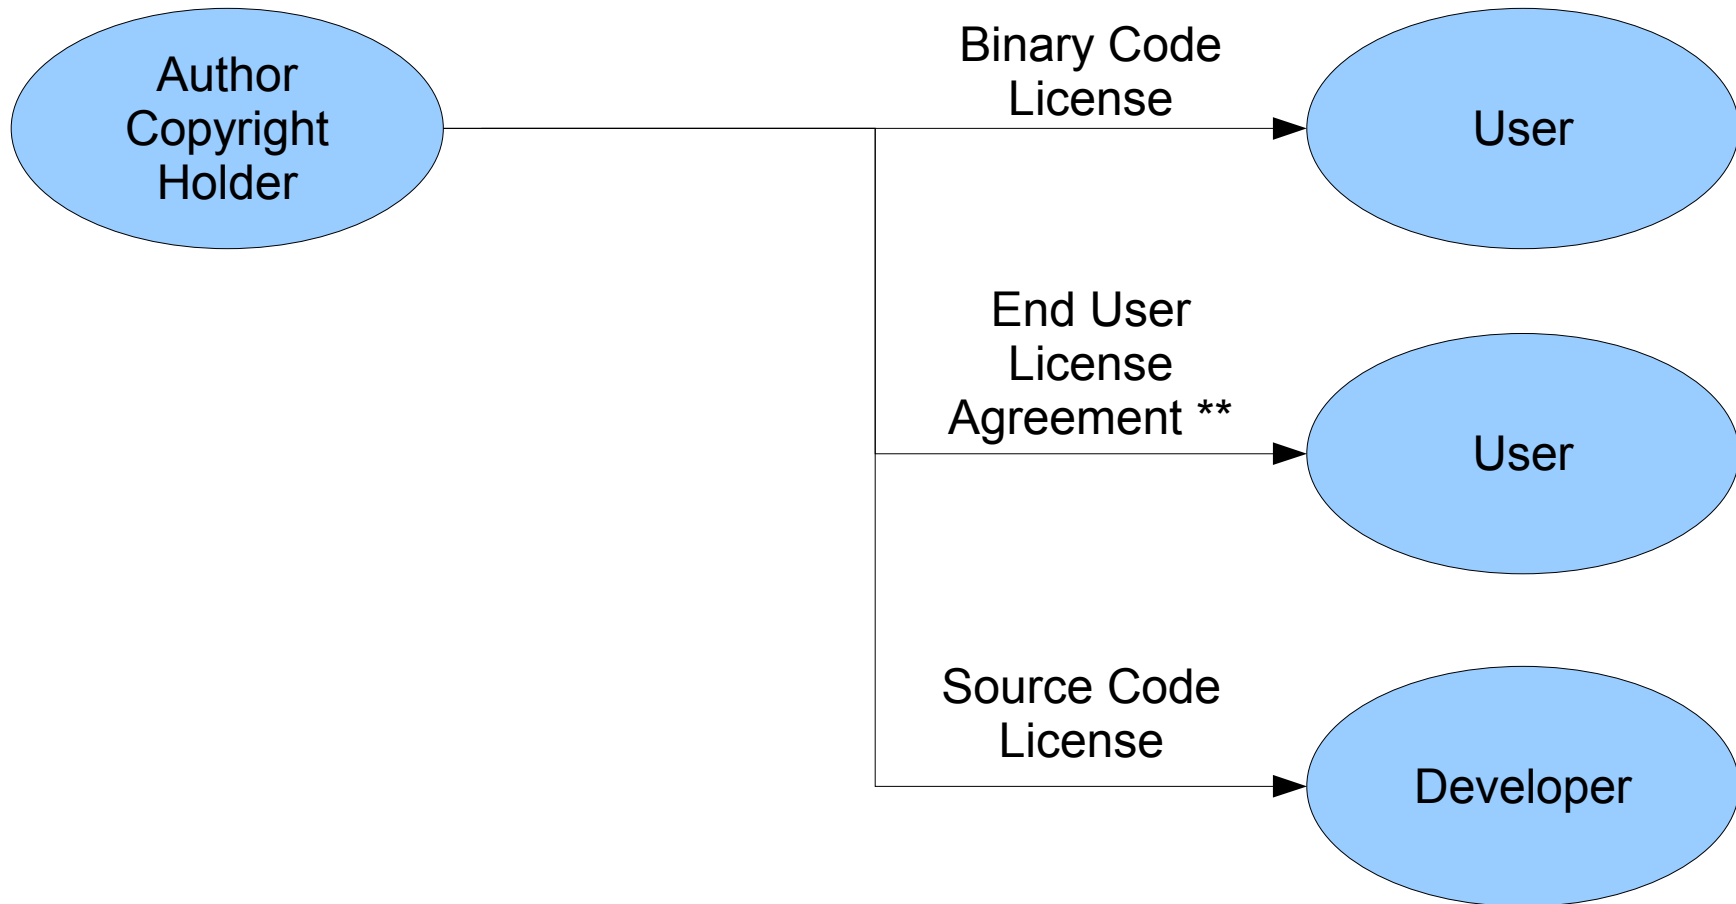 Author
Copyright
Holder
Binary Code
License
User
End User
License
Agreement **
User
Source Code
License
Developer